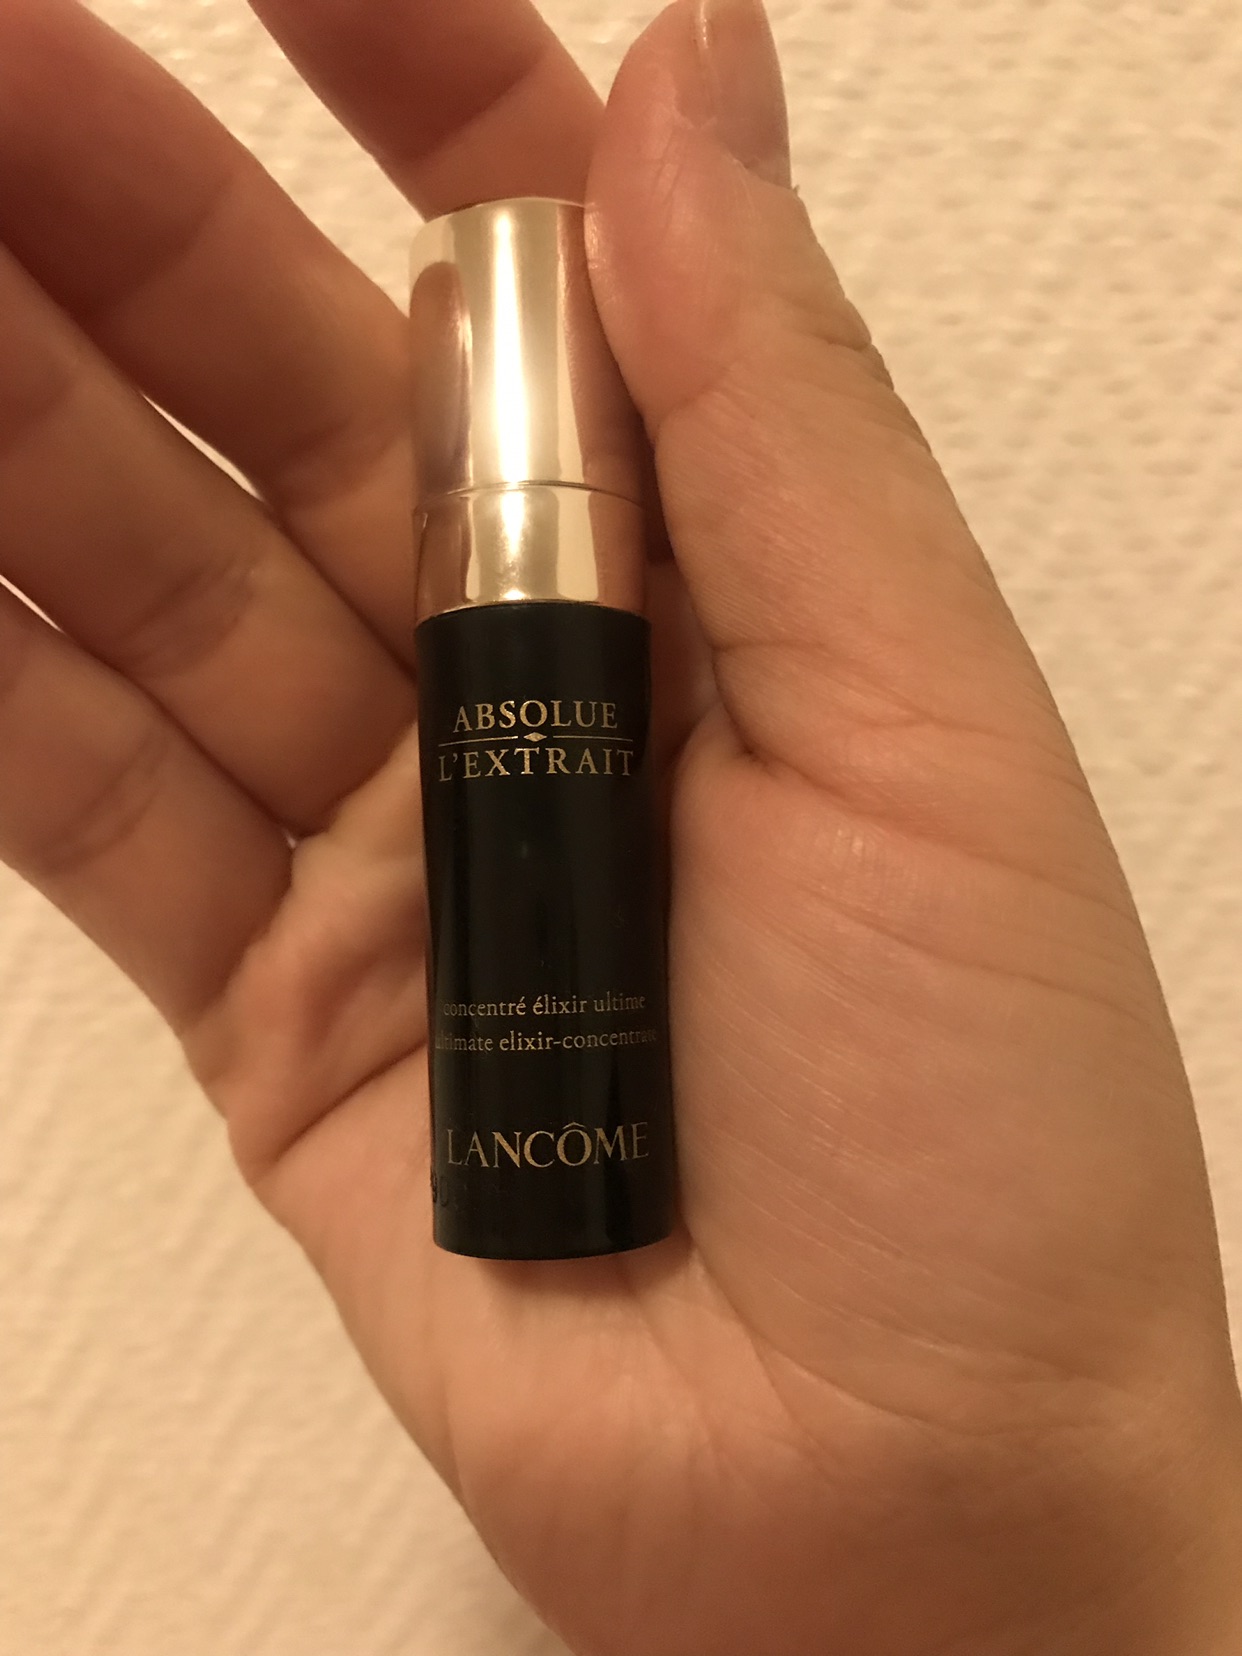 ABSOLUE
L'EXTRAIT
concentré élixir ultime
ultimate elixir-concentrate
LANCÔME